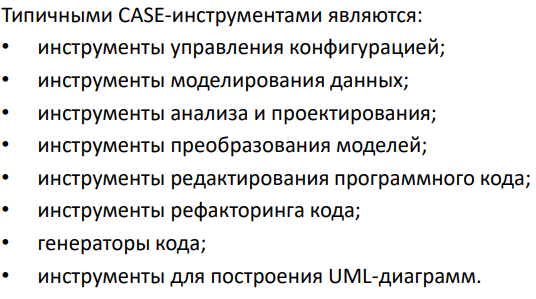 Типичными CASE-инструментами являются:
• инструменты управления конфигурацией;
• инструменты моделирования данных;
• инструменты анализа и проектирования;
• инструменты преобразования моделей;
• инструменты редактирования программного кода;
• инструменты рефакторинга кода;
• генераторы кода;
• инструменты для построения UML-диаграмм.